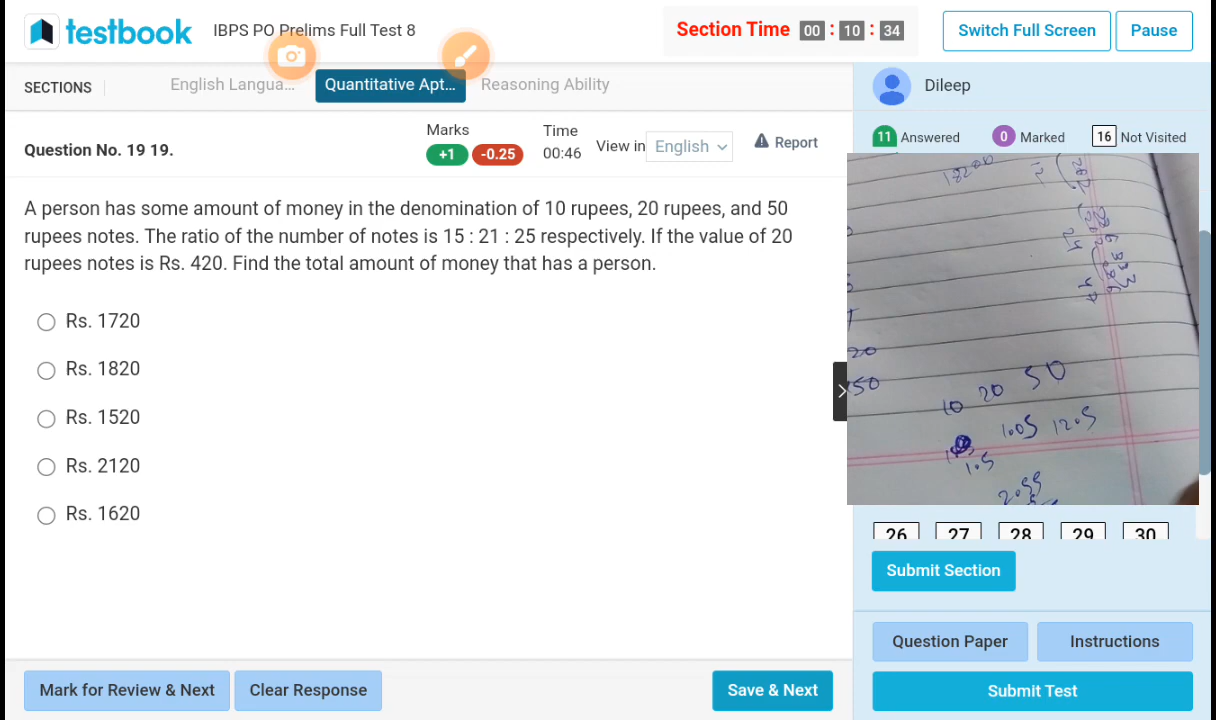 testbook
IBPS PO Prelims Full Test 8
Section Time 00 : 10 : 34
Switch Full Screen
Pause
SECTIONS
English Langua...
Quantitative Apt...
Reasoning Ability
Dileep
Question No. 19 19.
Marks
+1 -0.25
Time
00:46
View in English
Report
11 Answered
0 Marked
16 Not Visited
A person has some amount of money in the denomination of 10 rupees, 20 rupees, and 50
rupees notes. The ratio of the number of notes is 15 : 21 : 25 respectively. If the value of 20
rupees notes is Rs. 420. Find the total amount of money that has a person.
Rs. 1720
Rs. 1820
Rs. 1520
Rs. 2120
Rs. 1620
18200
20
50
10 20 50
1.05 12.5
1.5
26 27 28 29 30
Submit Section
Question Paper
Instructions
Mark for Review & Next
Clear Response
Save & Next
Submit Test